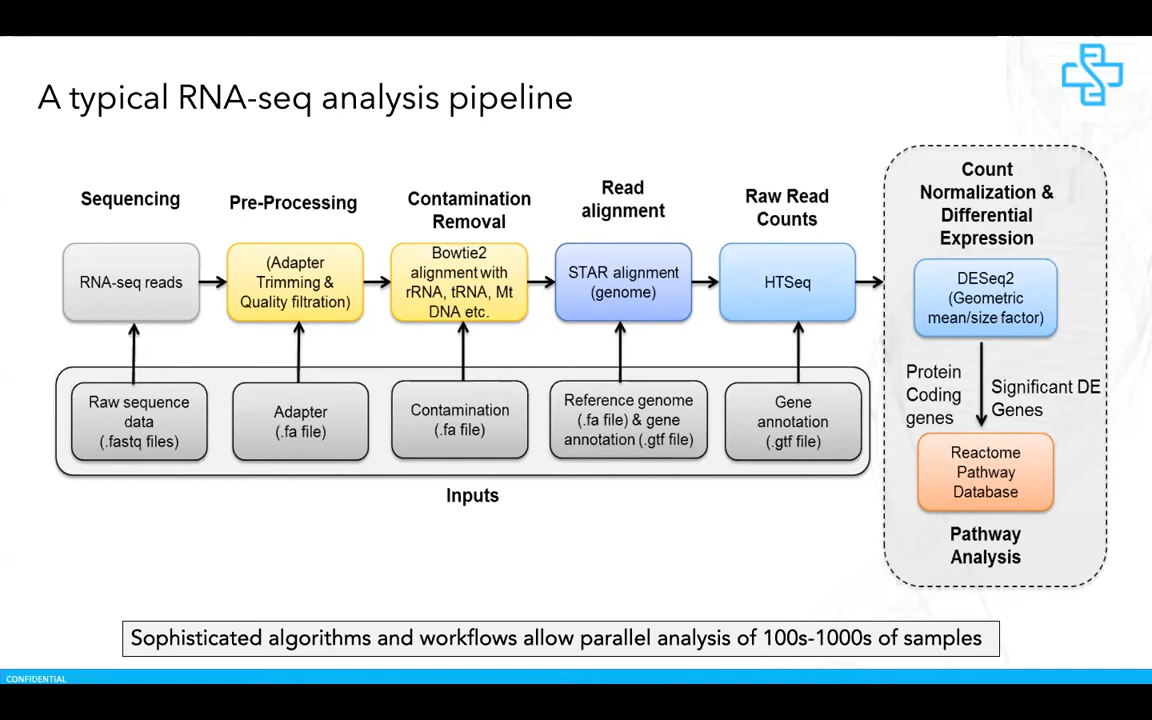 A typical RNA-seq analysis pipeline
Sequencing
Pre-Processing
Contamination
Removal
Read
alignment
Raw Read
Counts
Count
Normalization &
Differential
Expression
RNA-seq reads
(Adapter
Trimming &
Quality filtration)
Bowtie2
alignment with
rRNA, tRNA, Mt
DNA etc.
STAR alignment
(genome)
HTSeq
DESeq2
(Geometric
mean/size factor)
Protein
Coding
genes
Significant DE
Genes
Raw sequence
data
(.fastq files)
Adapter
(.fa file)
Contamination
(.fa file)
Reference genome
(.fa file) & gene
annotation (.gtf file)
Gene
annotation
(.gtf file)
Reactome
Pathway
Database
Inputs
Pathway
Analysis
Sophisticated algorithms and workflows allow parallel analysis of 100s-1000s of samples
CONFIDENTIAL